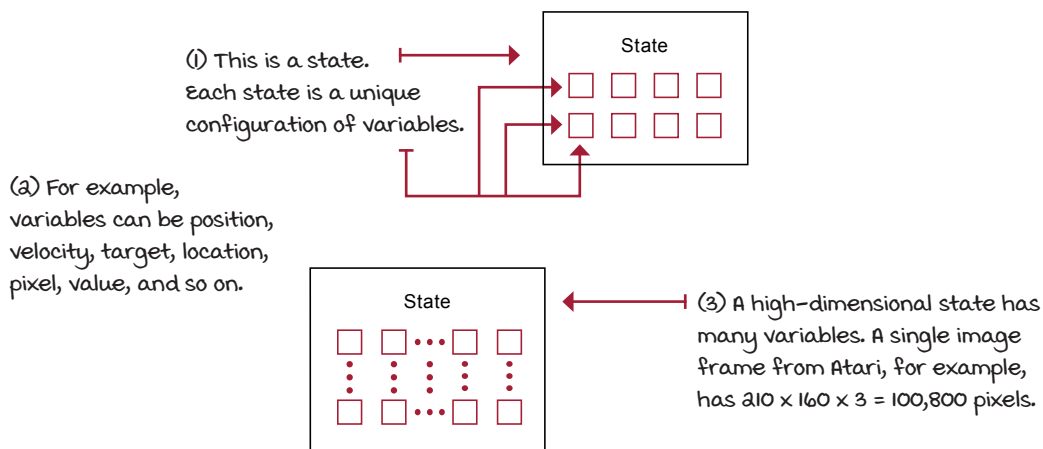 (1) This is a state.
Each state is a unique
configuration of variables.
State
(2) For example,
variables can be position,
velocity, target, location,
pixel, value, and so on.
State
(3) A high-dimensional state has
many variables. A single image
frame from Atari, for example,
has 210 x 160 x 3 = 100,800 pixels.